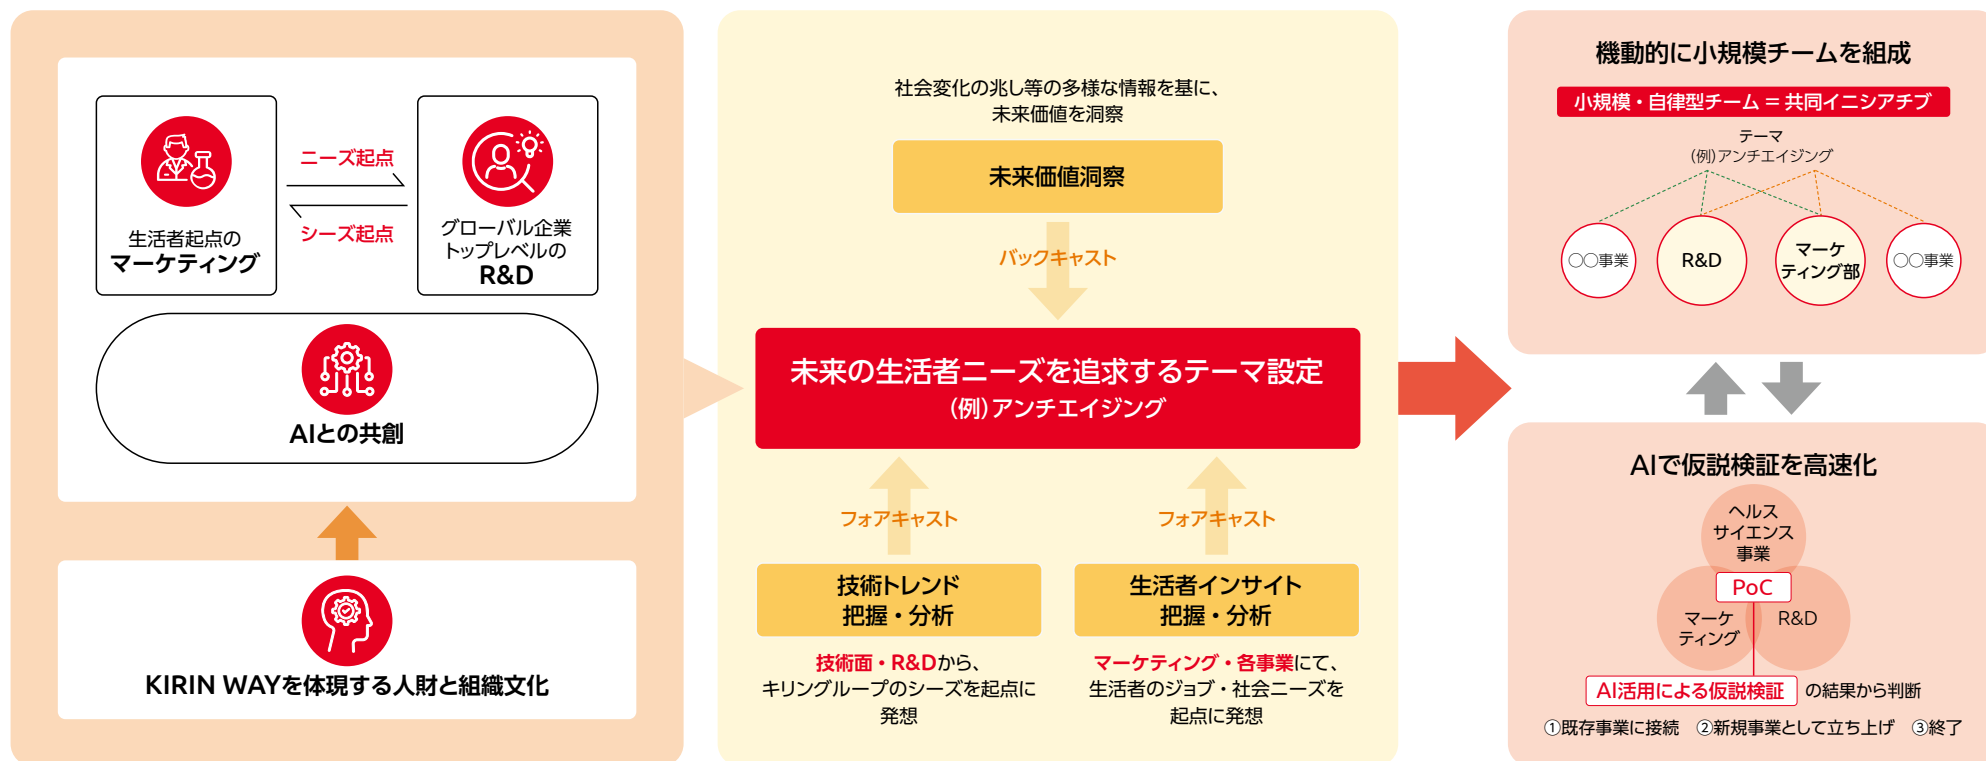 ニーズ起点
シーズ起点
生活者起点の
マーケティング
グローバル企業
トップレベルの
R&D
AIとの共創
KIRIN WAYを体現する人財と組織文化
社会変化の兆し等の多様な情報を基に、
未来価値を洞察
未来価値洞察
バックキャスト
未来の生活者ニーズを追求するテーマ設定
(例)アンチエイジング
フォアキャスト
フォアキャスト
技術トレンド
把握・分析
生活者インサイト
把握・分析
技術面・R&Dから、
キリングループのシーズを起点に
発想
マーケティング・各事業にて、
生活者のジョブ・社会ニーズを
起点に発想
機動的に小規模チームを組成
小規模・自律型チーム = 共同イニシアチブ
テーマ
(例)アンチエイジング
〇〇事業
R&D
マーケ
ティング部
〇〇事業
AIで仮説検証を高速化
ヘルス
サイエンス
事業
PoC
マーケ
ティング
R&D
AI活用による仮説検証 の結果から判断
①既存事業に接続 ②新規事業として立ち上げ ③終了